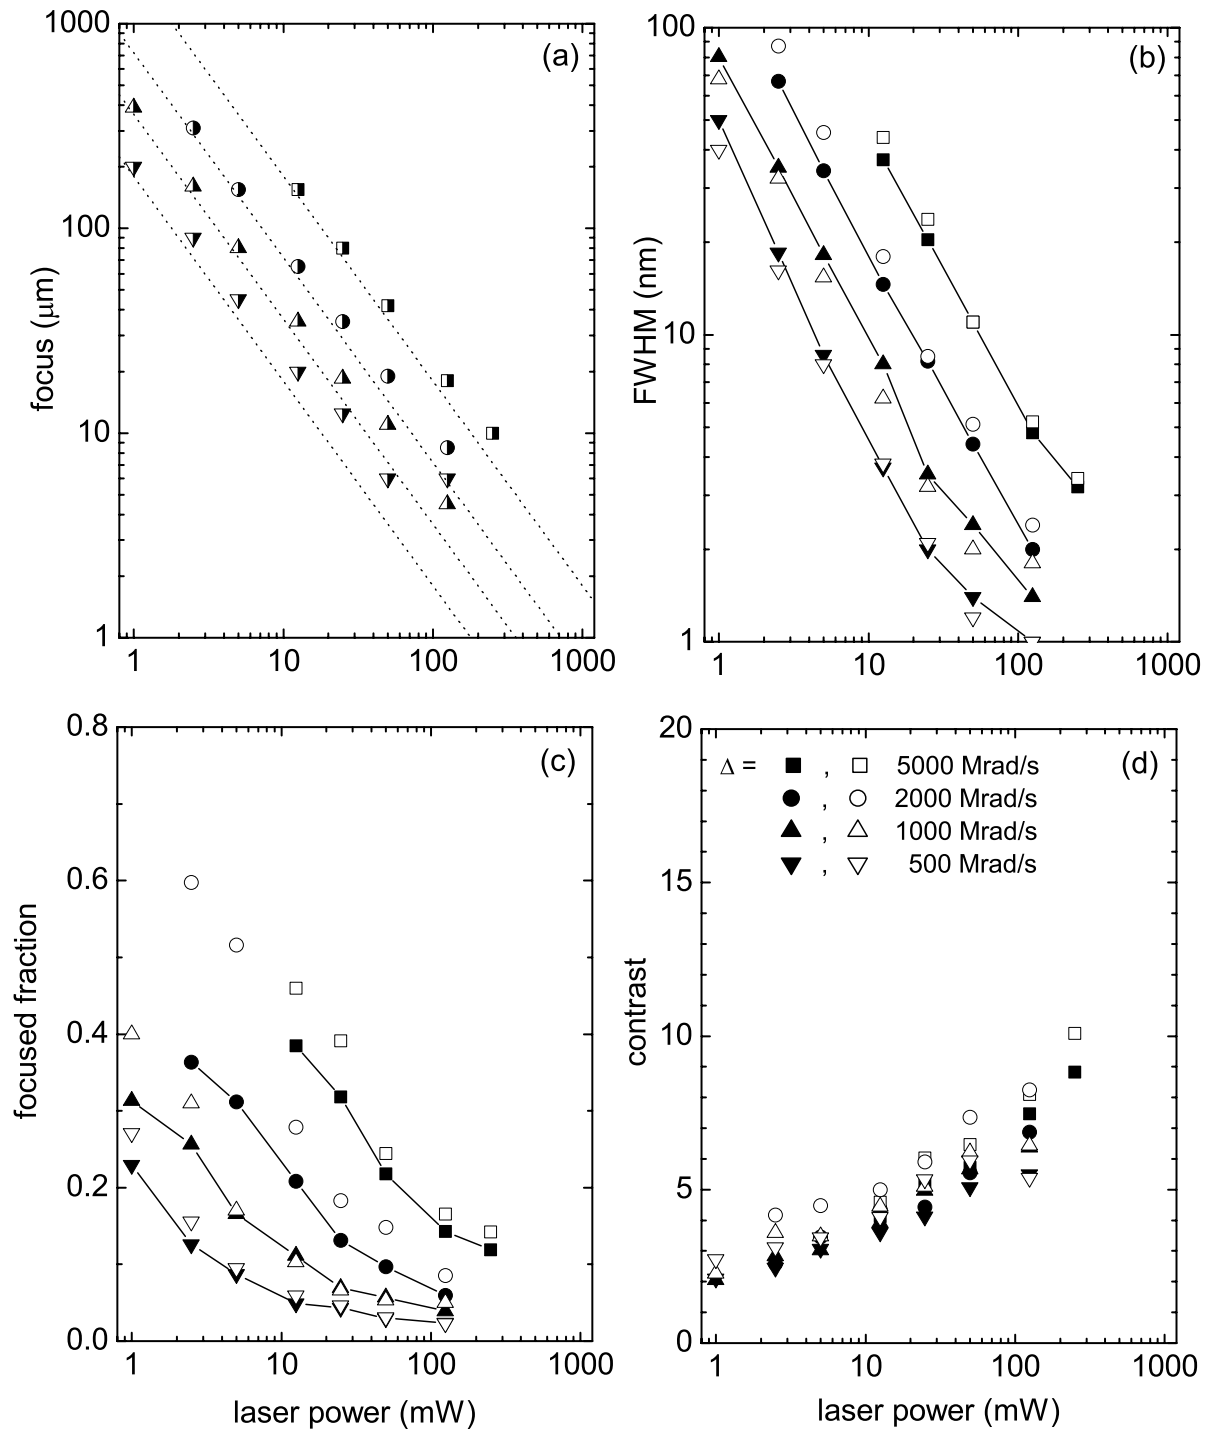 (a)
1000
100
10
1
focus (μm)
1 10 100 1000
(b)
100
10
1
FWHM (nm)
1 10 100 1000
(c)
0.8
0.6
0.4
0.2
0.0
focused fraction
1 10 100 1000
laser power (mW)
(d)
20
15
10
5
0
contrast
Δ = , 5000 Mrad/s
, 2000 Mrad/s
, 1000 Mrad/s
, 500 Mrad/s
1 10 100 1000
laser power (mW)